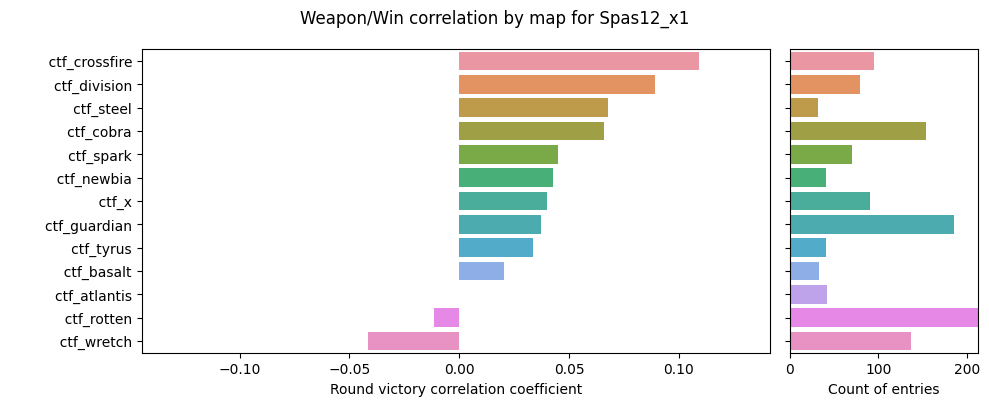 Weapon/Win correlation by map for Spas12_x1
ctf_crossfire
ctf_division
ctf_steel
ctf_cobra
ctf_spark
ctf_newbia
ctf_x
ctf_guardian
ctf_tyrus
ctf_basalt
ctf_atlantis
ctf_rotten
ctf_wretch
−0.10 −0.05 0.00 0.05 0.10
Round victory correlation coefficient
0 100 200
Count of entries